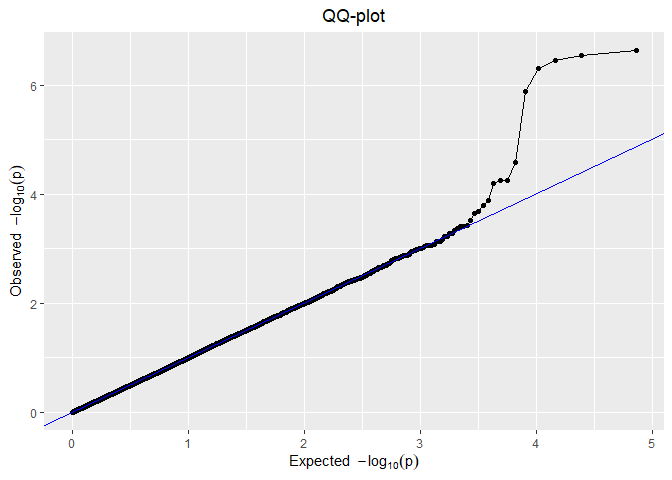 QQ-plot
Observed −log₁₀(p)
6
4
2
0
0 1 2 3 4 5
Expected −log₁₀(p)